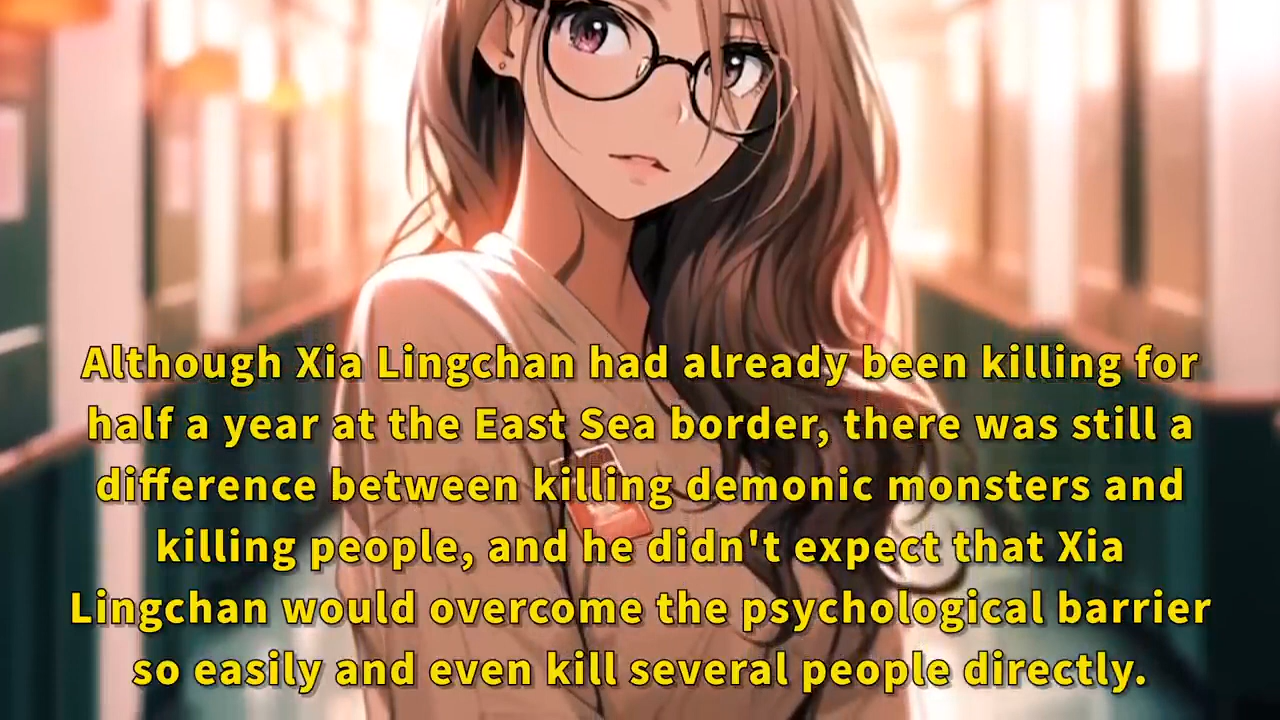 Although Xia Lingchan had already been killing for
half a year at the East Sea border, there was still a
difference between killing demonic monsters and
killing people, and he didn't expect that Xia
Lingchan would overcome the psychological barrier
so easily and even kill several people directly.